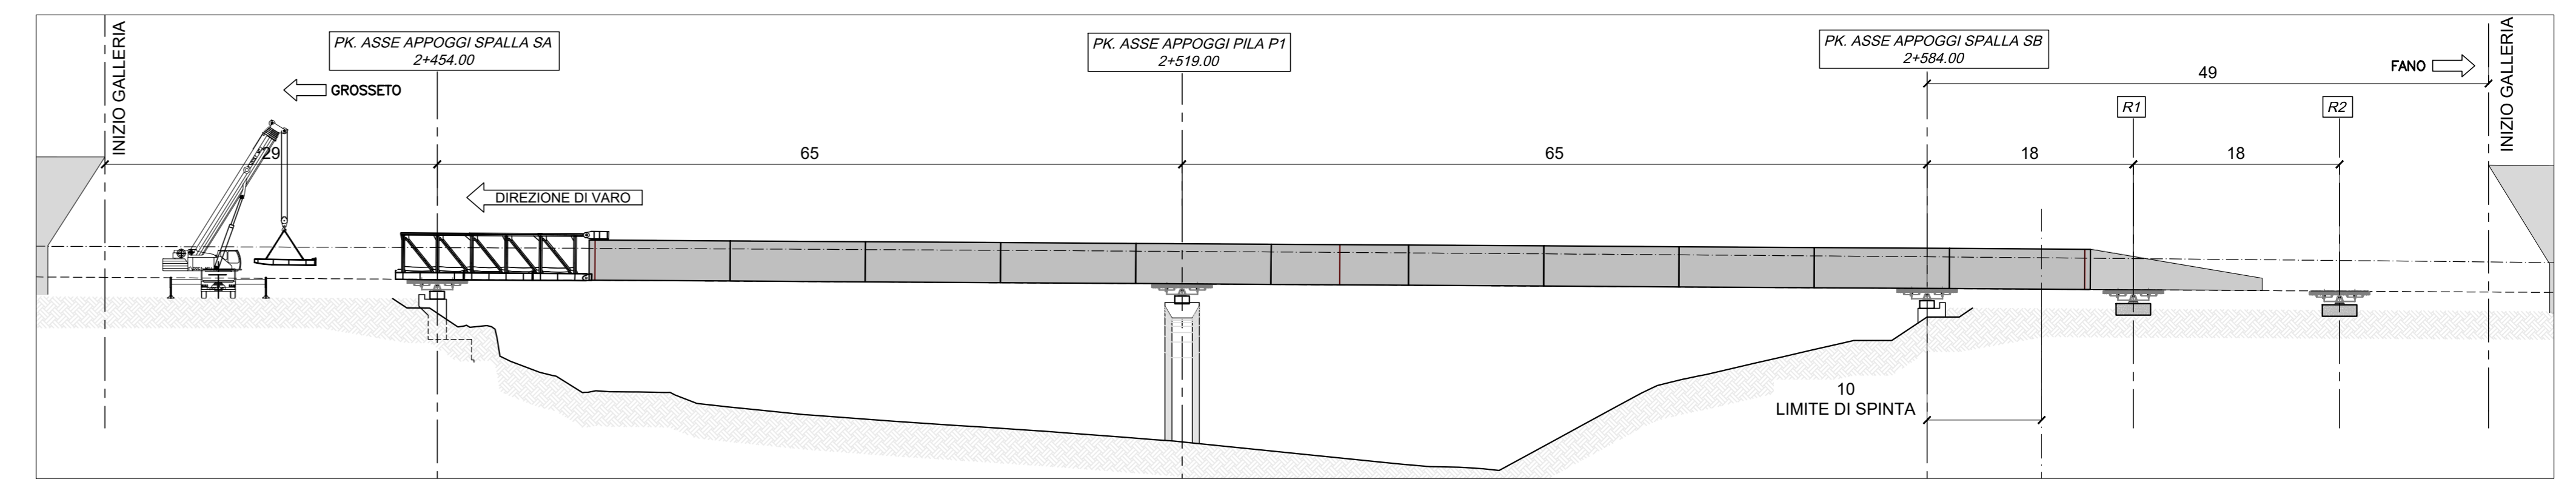 INIZIO GALLERIA
PK. ASSE APPOGGI SPALLA SA
2+454.00
PK. ASSE APPOGGI PILA P1
2+519.00
PK. ASSE APPOGGI SPALLA SB
2+584.00
INIZIO GALLERIA
FANO
49
GROSSETO
R1
R2
29
65
65
18
18
DIREZIONE DI VARO
10
LIMITE DI SPINTA